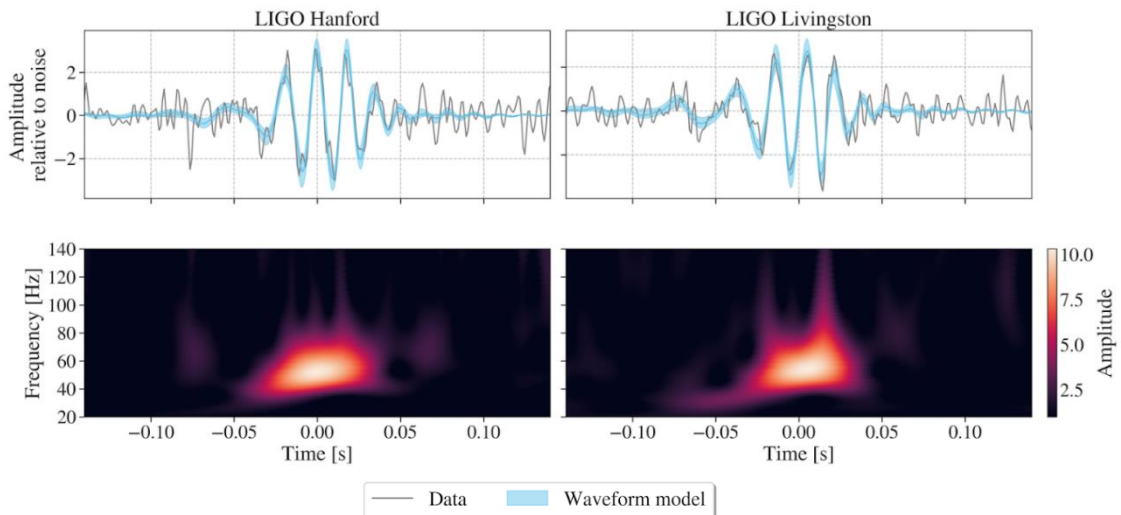 LIGO Hanford
LIGO Livingston
Amplitude
relative to noise
2
0
−2
Frequency [Hz]
140
120
100
80
60
40
20
−0.10 −0.05 0.00 0.05 0.10
Time [s]
−0.10 −0.05 0.00 0.05 0.10
Time [s]
10.0
7.5
5.0
2.5
Amplitude
Data
Waveform model